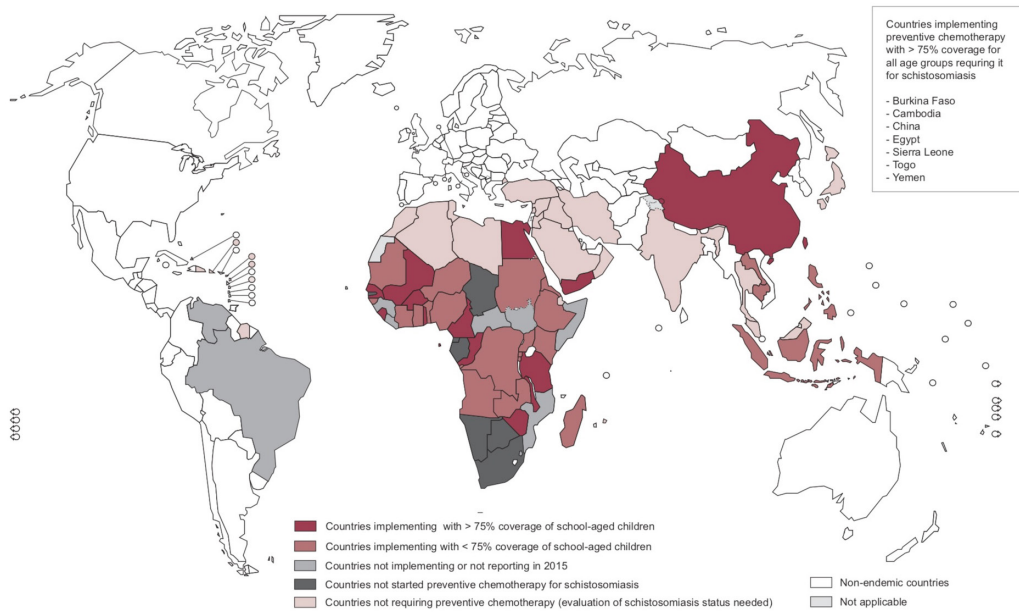 Countries implementing
preventive chemotherapy
with > 75% coverage for
all age groups requring it
for schistosomiasis
- Burkina Faso
- Cambodia
- China
- Egypt
- Sierra Leone
- Togo
- Yemen
Countries implementing with > 75% coverage of school-aged children
Countries implementing with < 75% coverage of school-aged children
Countries not implementing or not reporting in 2015
Countries not started preventive chemotherapy for schistosomiasis
Countries not requiring preventive chemotherapy (evaluation of schistosomiasis status needed)
Non-endemic countries
Not applicable